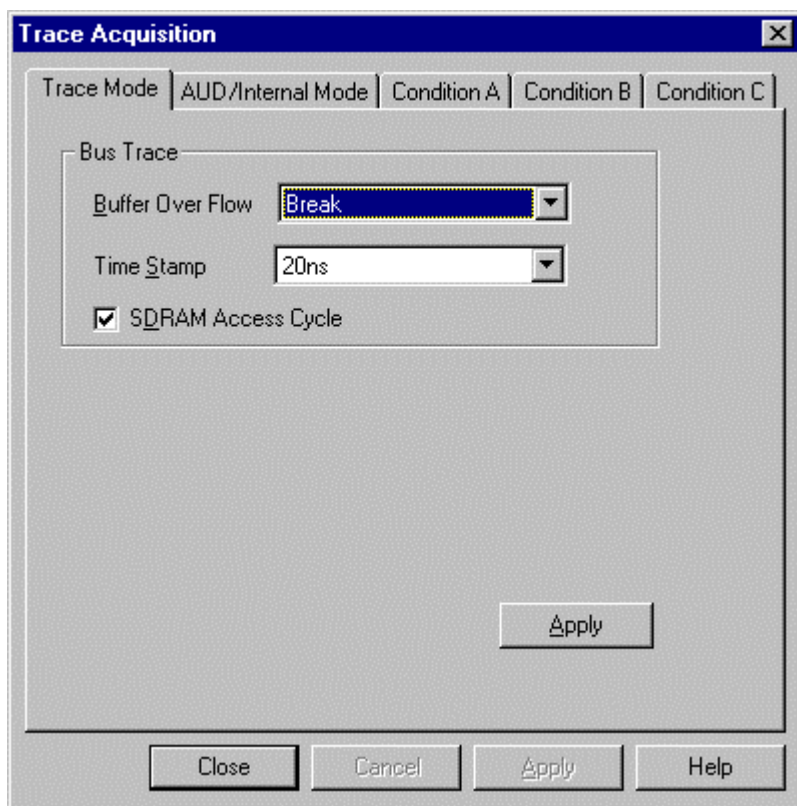 Trace Acquisition
Trace Mode AUD/Internal Mode Condition A Condition B Condition C
Bus Trace
Buffer Over Flow Break
Time Stamp 20ns
SDRAM Access Cycle
Apply
Close Cancel Apply Help